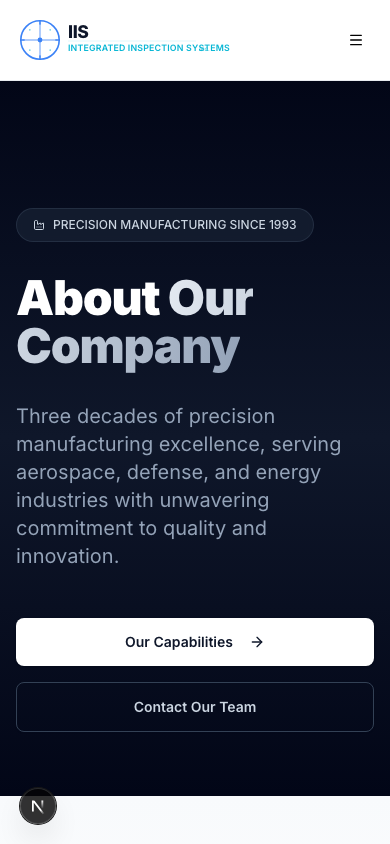 IIS
INTEGRATED INSPECTION SYSTEMS
PRECISION MANUFACTURING SINCE 1993
About Our
Company
Three decades of precision
manufacturing excellence, serving
aerospace, defense, and energy
industries with unwavering
commitment to quality and
innovation.
Our Capabilities
Contact Our Team
N